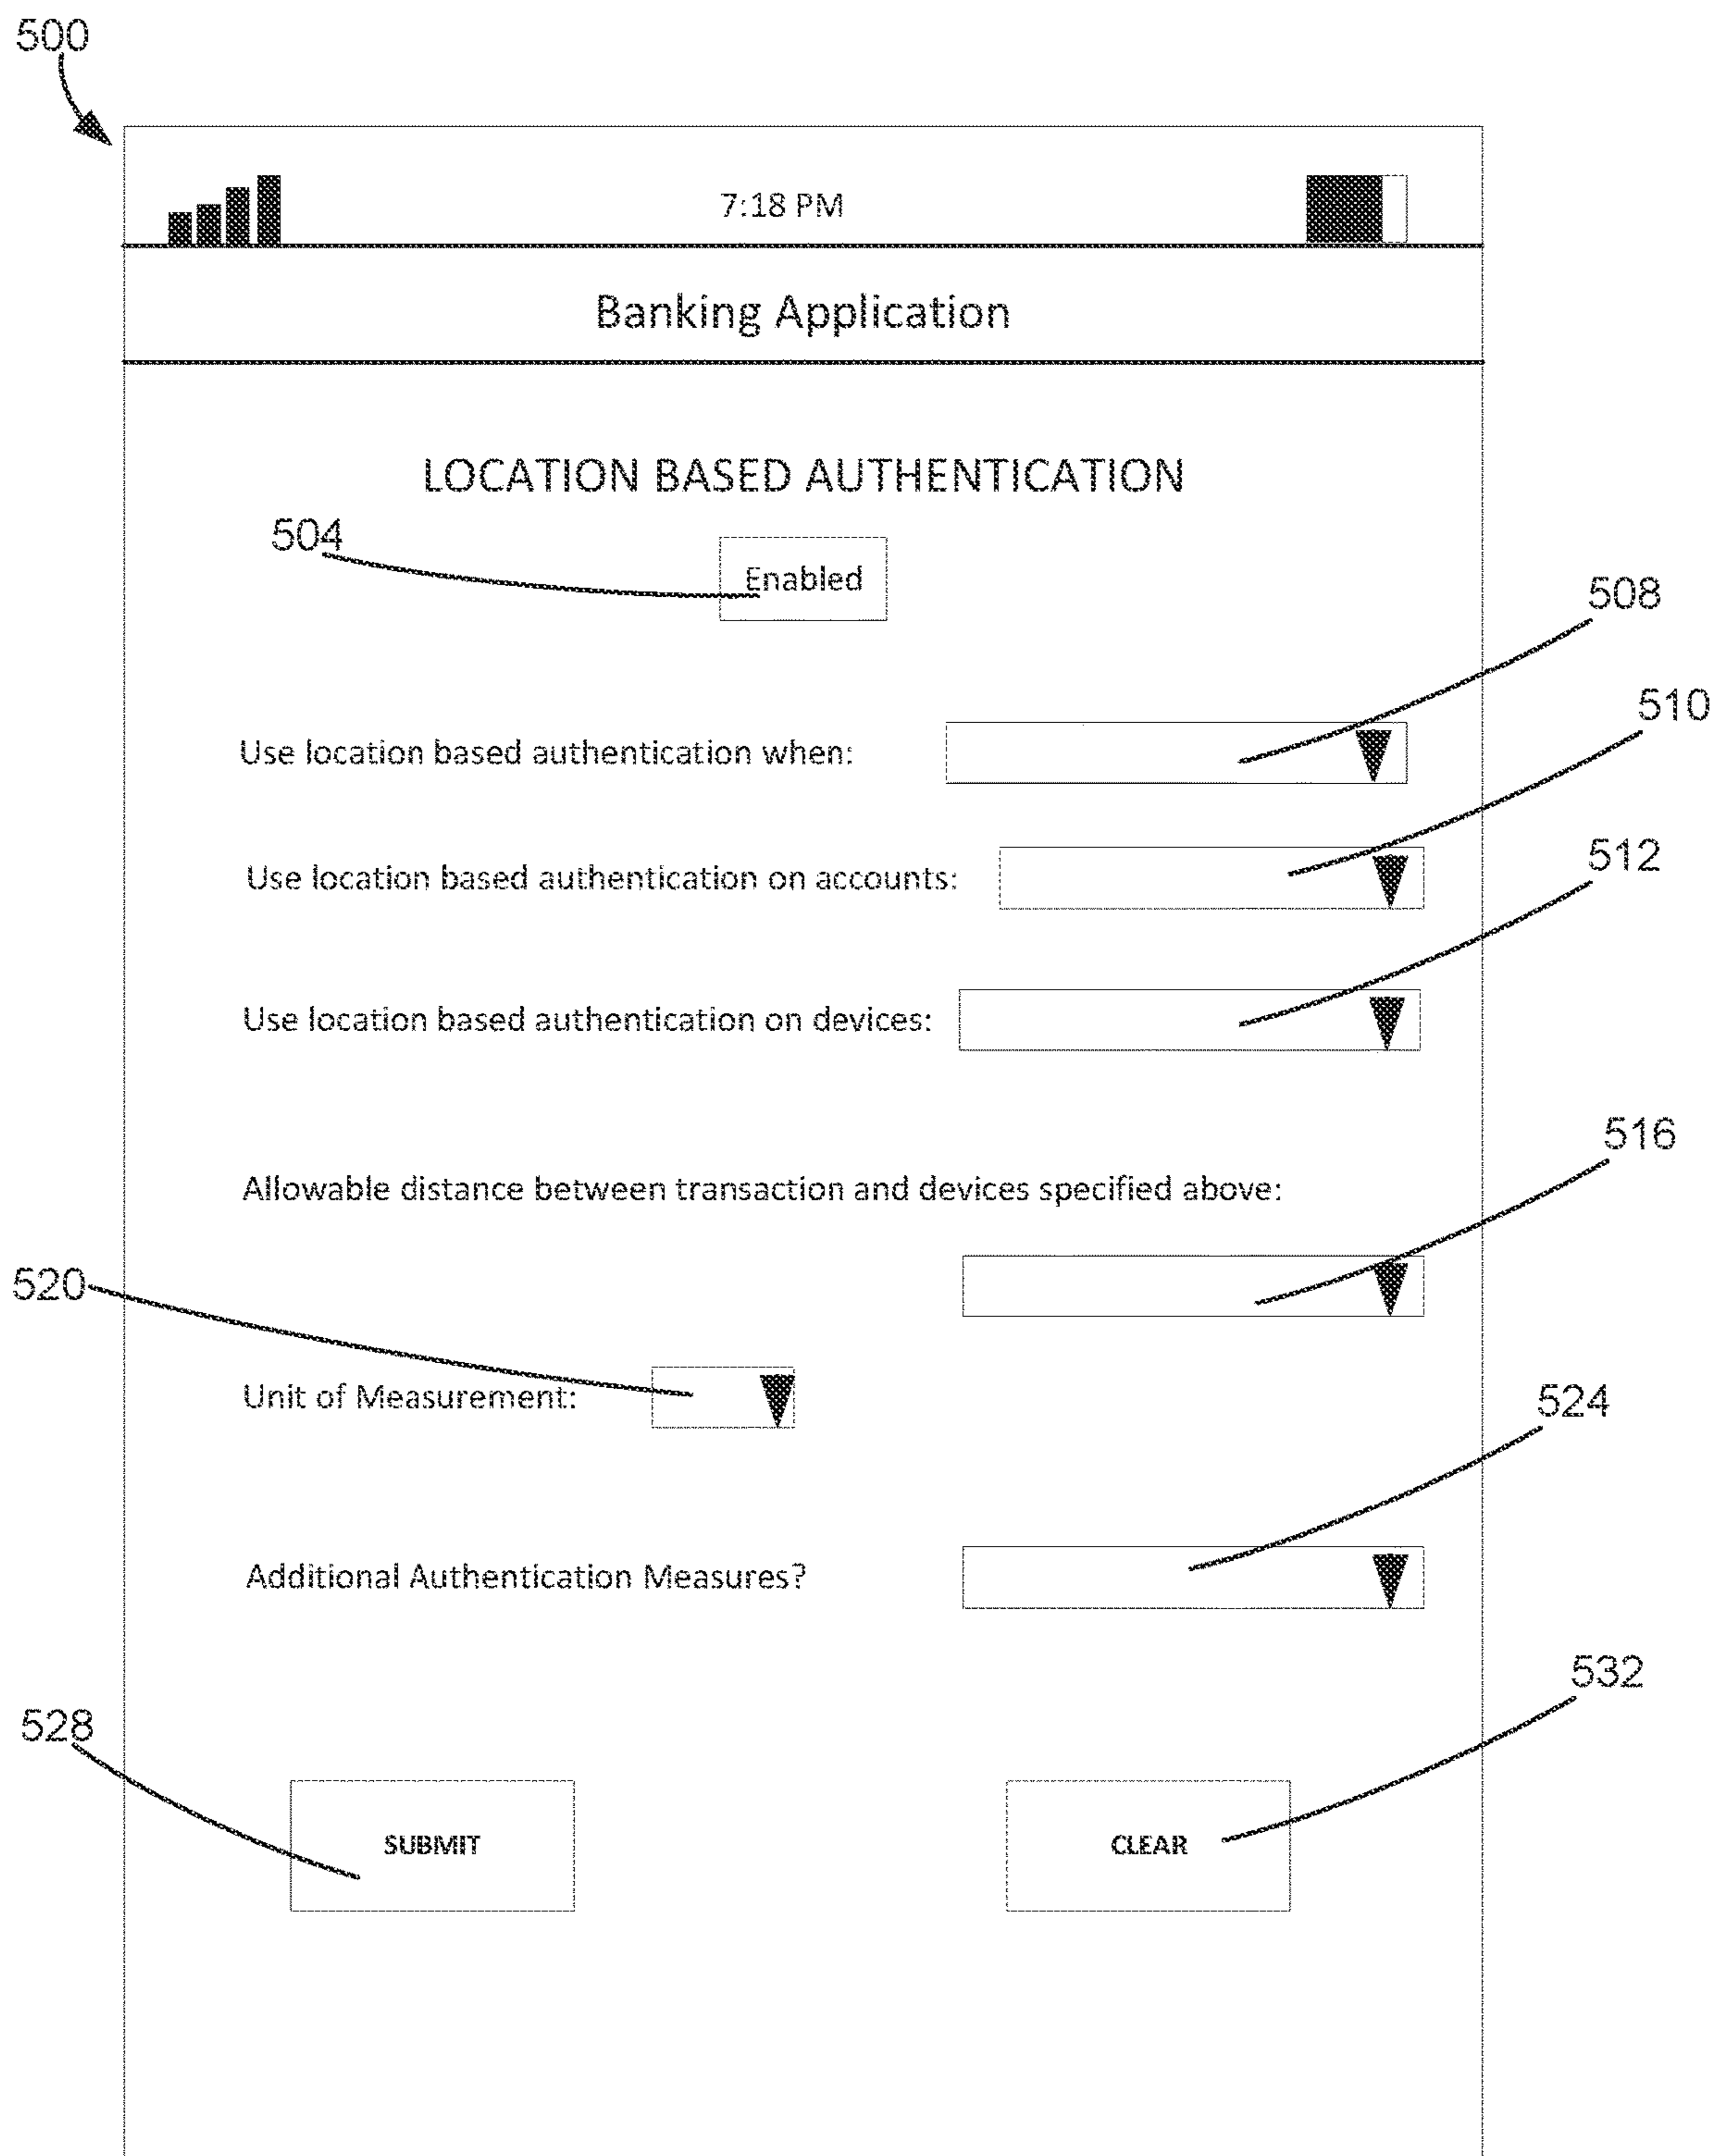 500
7:18 PM
Banking Application
LOCATION BASED AUTHENTICATION
504
Enabled
508
Use location based authentication when:
510
Use location based authentication on accounts:
512
Use location based authentication on devices:
516
Allowable distance between transaction and devices specified above:
520
Unit of Measurement:
524
Additional Authentication Measures?
532
528
SUBMIT
CLEAR